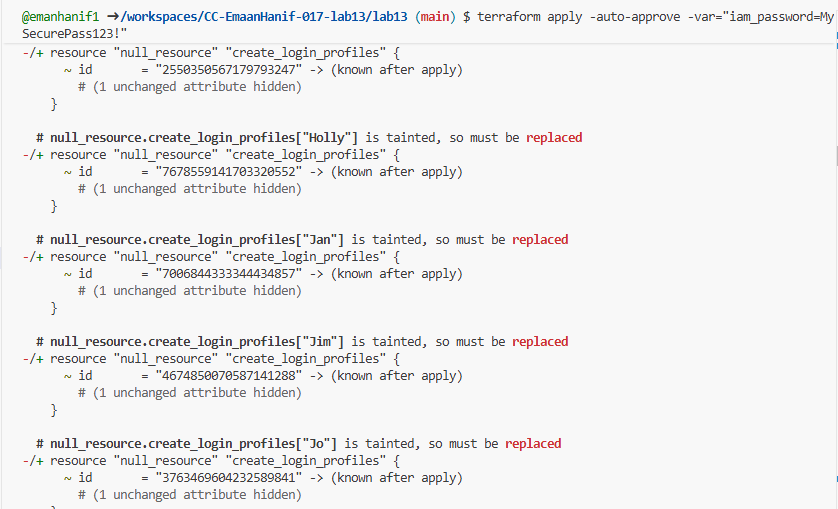 @emanhanif1 ➜/workspaces/CC-EmaanHanif-017-lab13/lab13 (main) $ terraform apply -auto-approve -var="iam_password=My
SecurePass123!"
-/+ resource "null_resource" "create_login_profiles" {
      ~ id       = "2550350567179793247" -> (known after apply)
        # (1 unchanged attribute hidden)
    }
  # null_resource.create_login_profiles["Holly"] is tainted, so must be replaced
-/+ resource "null_resource" "create_login_profiles" {
      ~ id       = "7678559141703320552" -> (known after apply)
        # (1 unchanged attribute hidden)
    }
  # null_resource.create_login_profiles["Jan"] is tainted, so must be replaced
-/+ resource "null_resource" "create_login_profiles" {
      ~ id       = "7006844333344434857" -> (known after apply)
        # (1 unchanged attribute hidden)
    }
  # null_resource.create_login_profiles["Jim"] is tainted, so must be replaced
-/+ resource "null_resource" "create_login_profiles" {
      ~ id       = "4674850070587141288" -> (known after apply)
        # (1 unchanged attribute hidden)
    }
  # null_resource.create_login_profiles["Jo"] is tainted, so must be replaced
-/+ resource "null_resource" "create_login_profiles" {
      ~ id       = "3763469604232589841" -> (known after apply)
        # (1 unchanged attribute hidden)